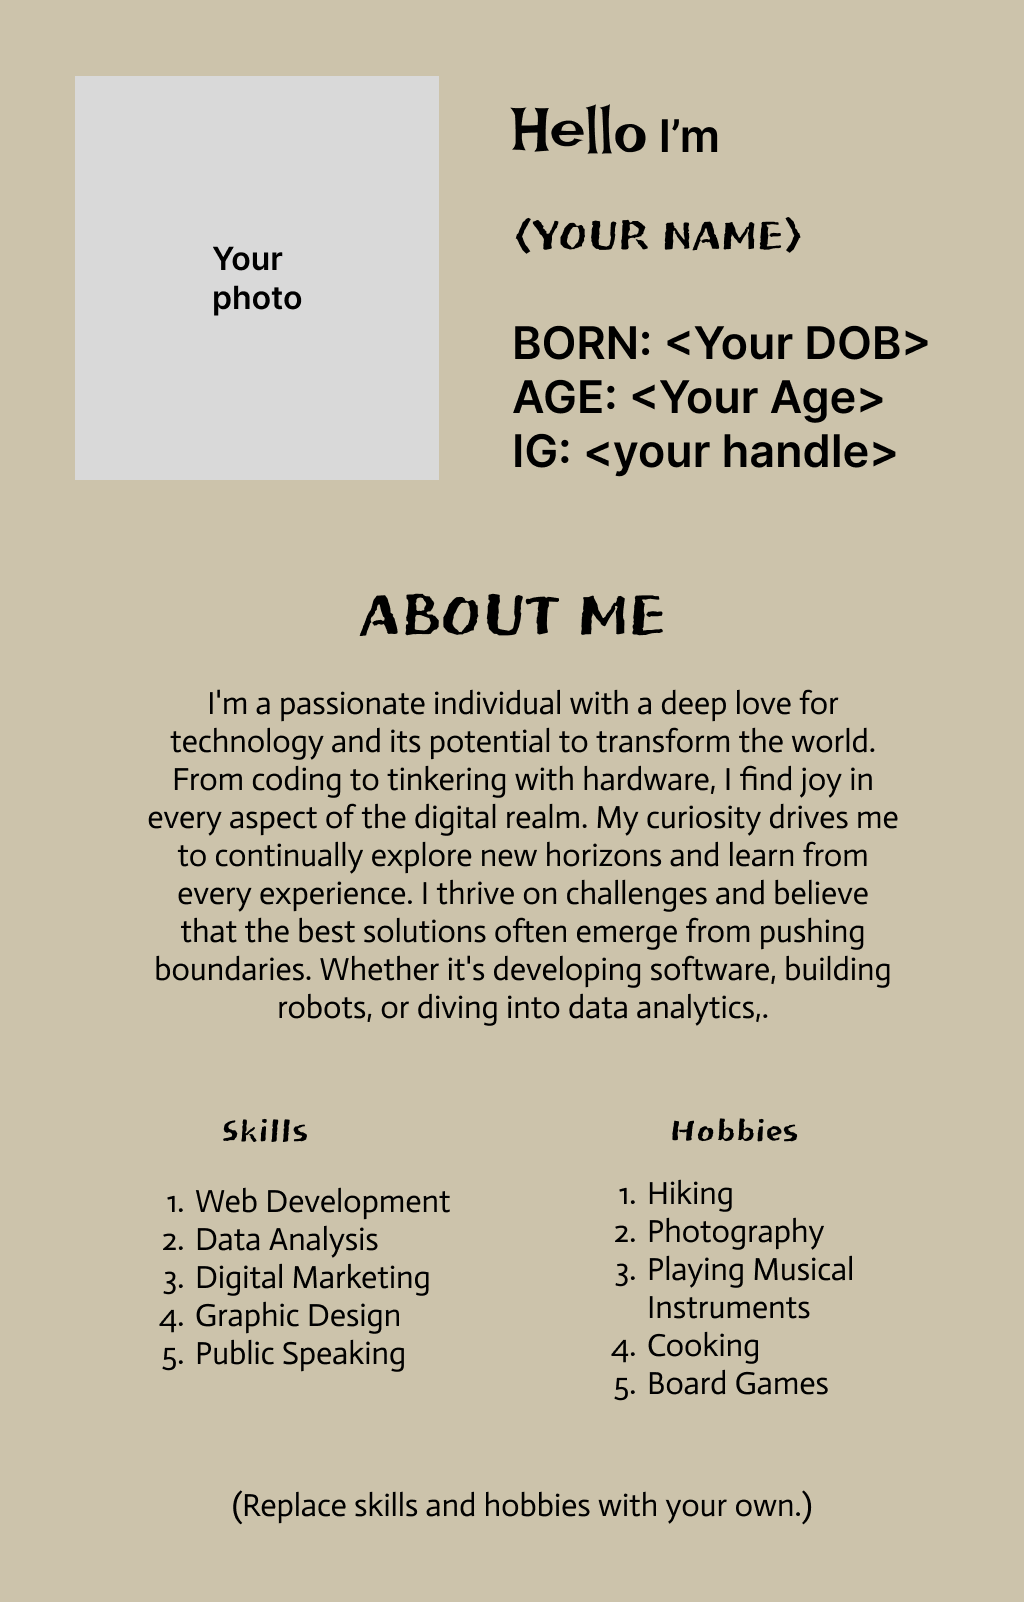 Your
photo
Hello I’m
<YOUR NAME>
BORN: <Your DOB>
AGE: <Your Age>
IG: <your handle>
ABOUT ME
I'm a passionate individual with a deep love for
technology and its potential to transform the world.
From coding to tinkering with hardware, I find joy in
every aspect of the digital realm. My curiosity drives me
to continually explore new horizons and learn from
every experience. I thrive on challenges and believe
that the best solutions often emerge from pushing
boundaries. Whether it's developing software, building
robots, or diving into data analytics,.
Skills
1. Web Development
2. Data Analysis
3. Digital Marketing
4. Graphic Design
5. Public Speaking
Hobbies
1. Hiking
2. Photography
3. Playing Musical
Instruments
4. Cooking
5. Board Games
(Replace skills and hobbies with your own.)